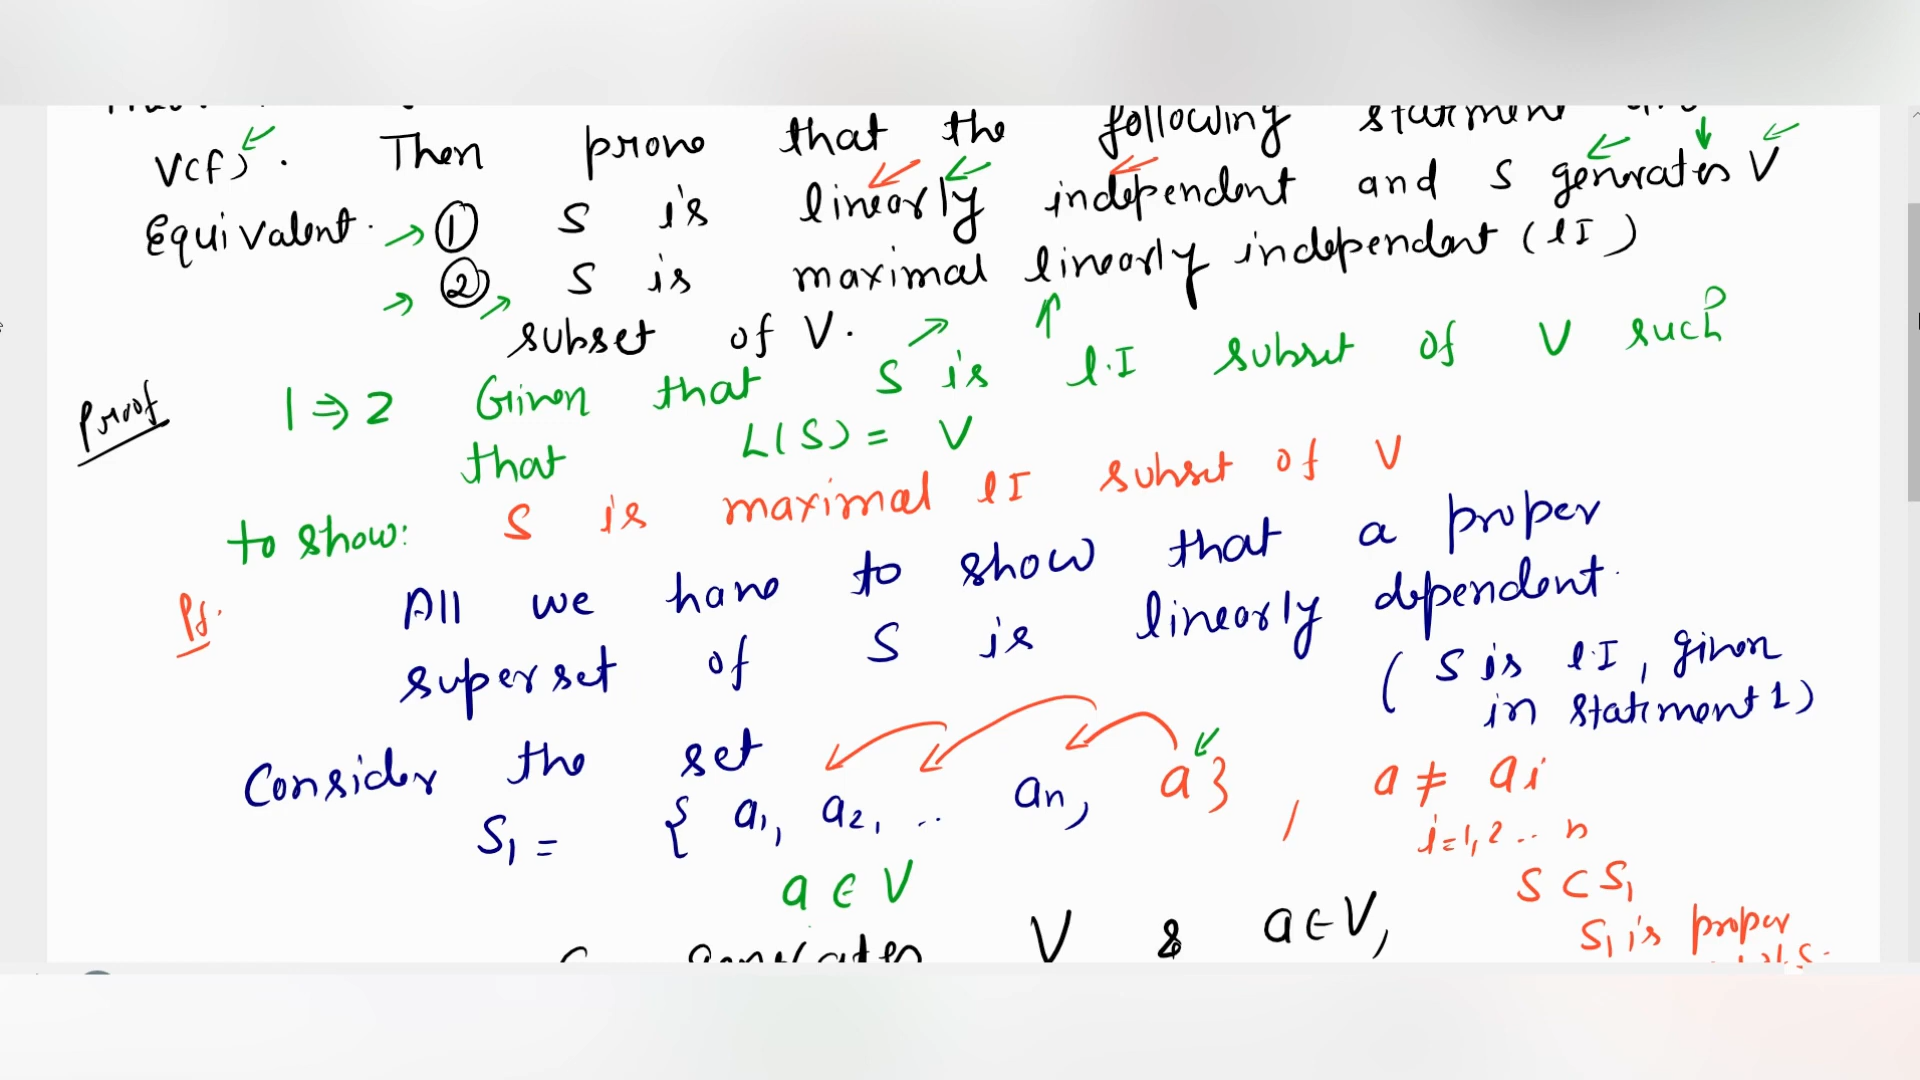 following
V(F). Then prove that the
Equivalent. ① S is linearly independent and S generates V
② S is maximal linearly independent (lI)
subset of V.
Proof 1 ⇒ 2 Given that S is l.I subset of V such
that L(S) = V
to show: S is maximal lI subset of V
Pf. All we have to show that a proper
superset of S is linearly dependent.
( S is l.I, given
in statement 1)
Consider the set
S₁ = { a₁, a₂, .. an, a } , a ≠ ai
i=1,2 .. n
a ∈ V
S ⊂ S₁
S₁ is proper
generates V & a ∈ V,